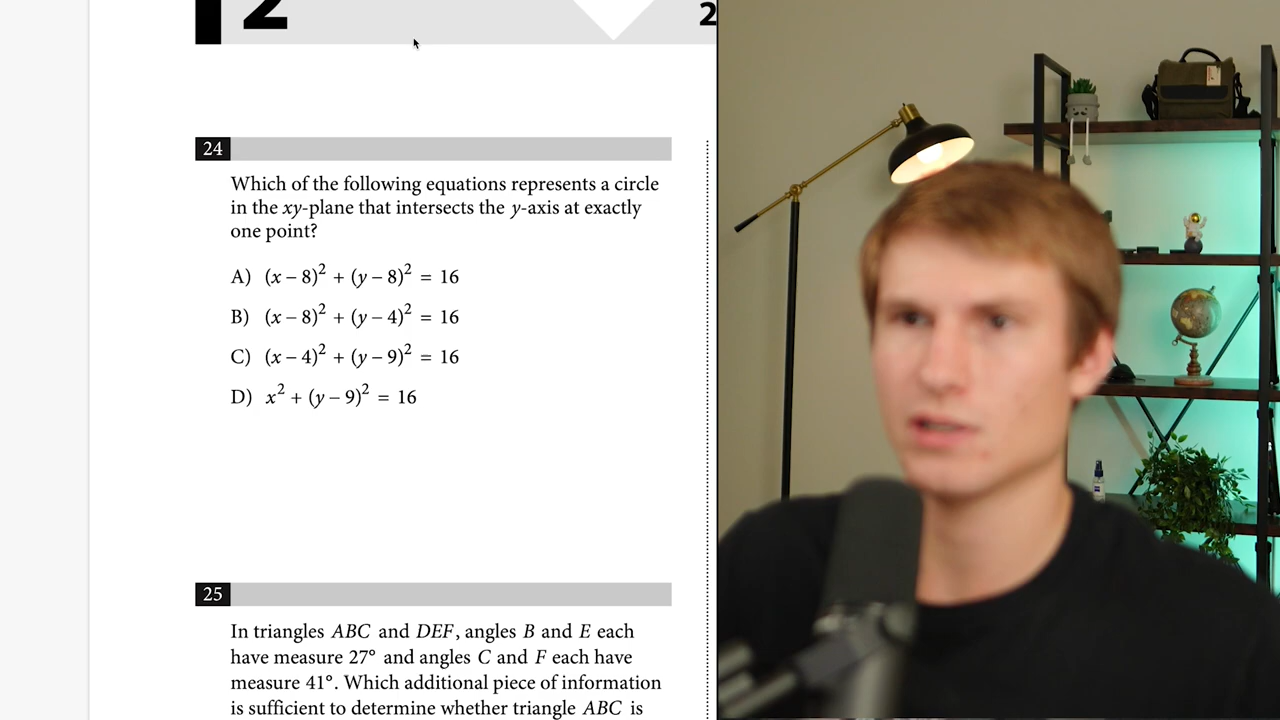 2
2
24
Which of the following equations represents a circle
in the xy-plane that intersects the y-axis at exactly
one point?
A) (x – 8)² + (y – 8)² = 16
B) (x – 8)² + (y – 4)² = 16
C) (x – 4)² + (y – 9)² = 16
D) x² + (y – 9)² = 16
25
In triangles ABC and DEF, angles B and E each
have measure 27° and angles C and F each have
measure 41°. Which additional piece of information
is sufficient to determine whether triangle ABC is